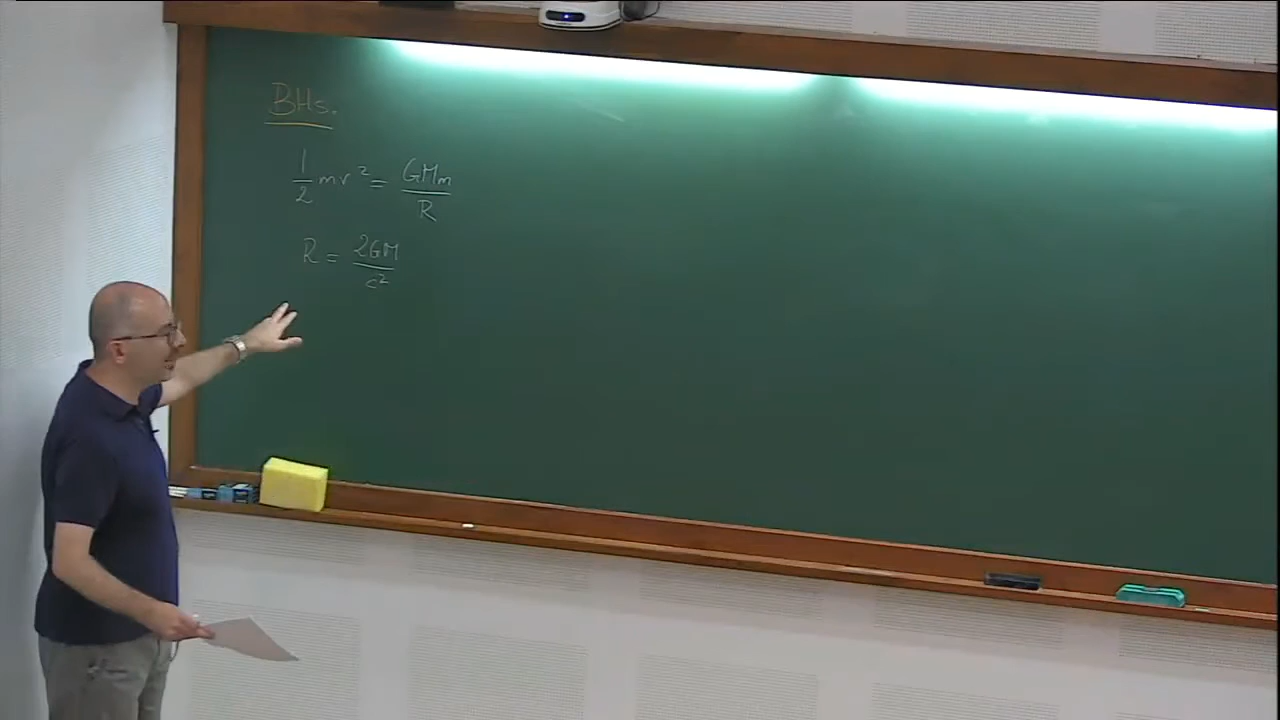 BHs.
1/2 mv² = GMm/R
R = 2GM/c²